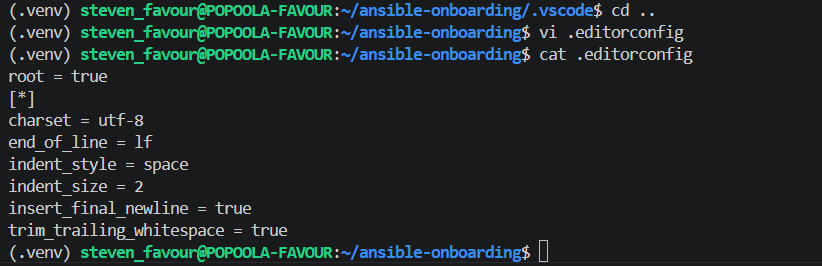 (.venv) steven_favour@POPOOLA-FAVOUR:~/ansible-onboarding/.vscode$ cd ..
(.venv) steven_favour@POPOOLA-FAVOUR:~/ansible-onboarding$ vi .editorconfig
(.venv) steven_favour@POPOOLA-FAVOUR:~/ansible-onboarding$ cat .editorconfig
root = true
[*]
charset = utf-8
end_of_line = lf
indent_style = space
indent_size = 2
insert_final_newline = true
trim_trailing_whitespace = true
(.venv) steven_favour@POPOOLA-FAVOUR:~/ansible-onboarding$